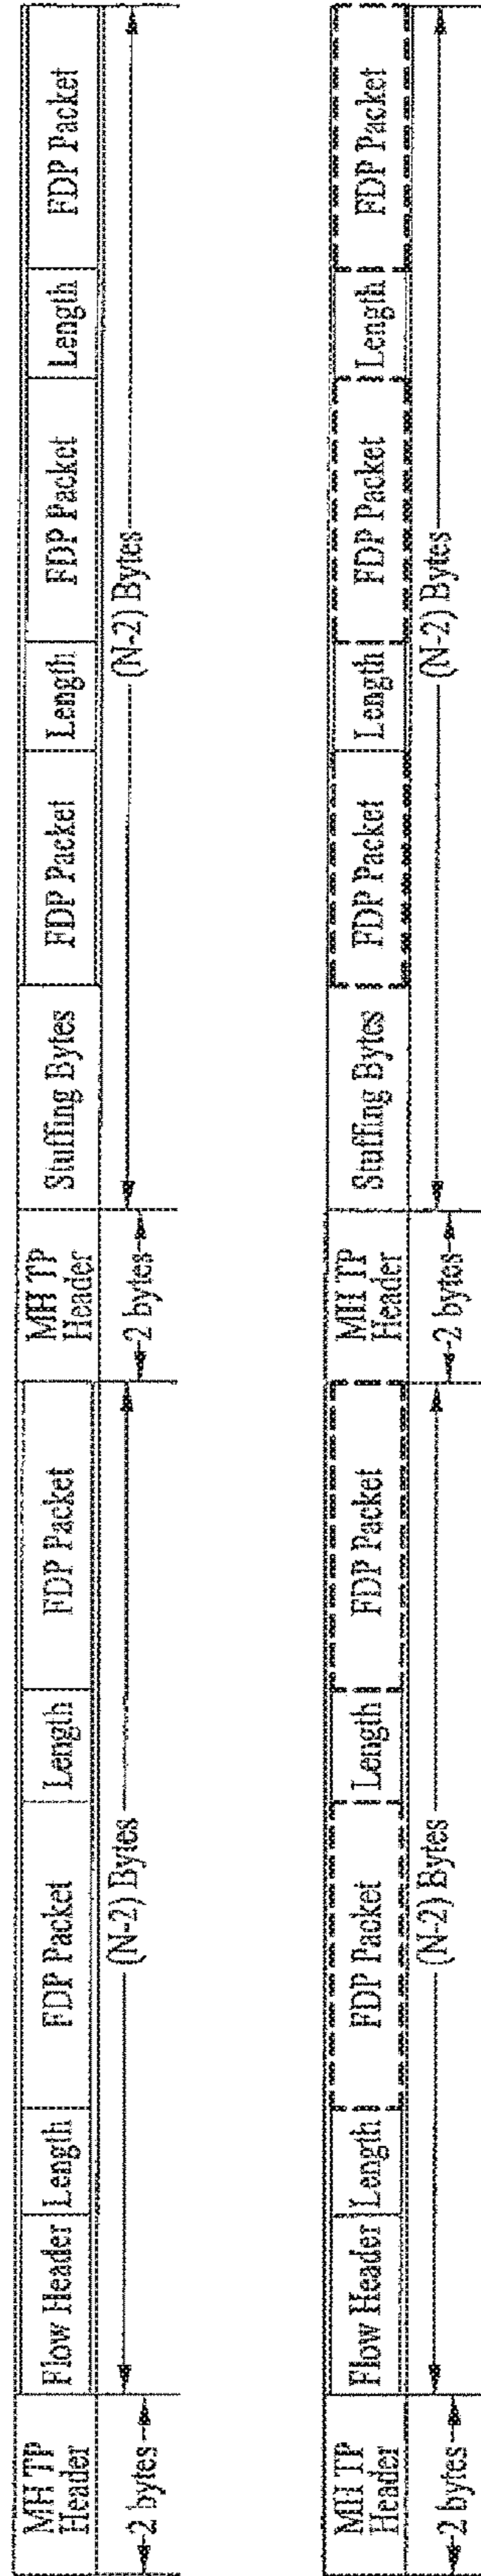 MH TP
Header
Flow Header
Length
FDP Packet
Length
FDP Packet
MH TP
Header
Stuffing Bytes
FDP Packet
Length
FDP Packet
Length
FDP Packet
2 bytes
(N-2) Bytes
2 bytes
(N-2) Bytes
MH TP
Header
Flow Header
Length
FDP Packet
Length
FDP Packet
MH TP
Header
Stuffing Bytes
FDP Packet
Length
FDP Packet
Length
FDP Packet
2 bytes
(N-2) Bytes
2 bytes
(N-2) Bytes